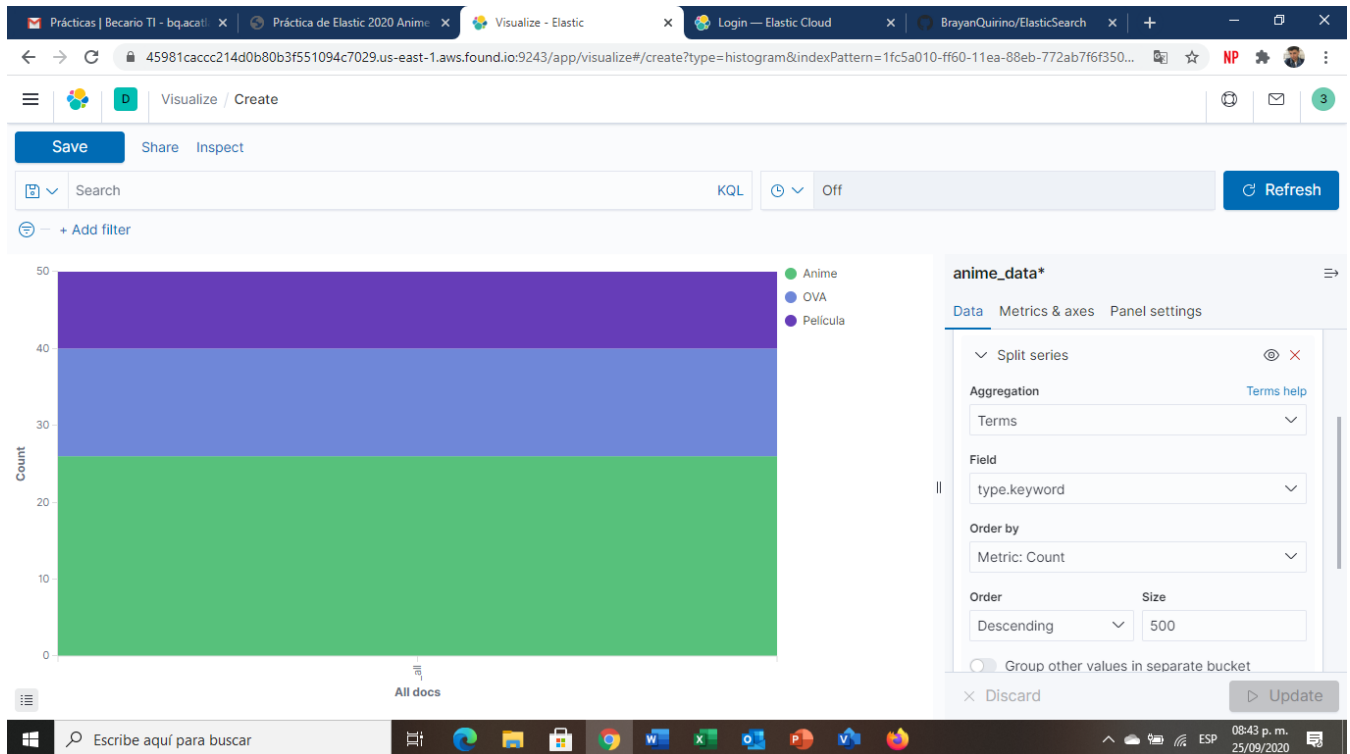 Prácticas | Becario TI - bq.acatl
Práctica de Elastic 2020 Anime
Visualize - Elastic
Login — Elastic Cloud
BrayanQuirino/ElasticSearch
45981caccc214d0b80b3f551094c7029.us-east-1.aws.found.io:9243/app/visualize#/create?type=histogram&indexPattern=1fc5a010-ff60-11ea-88eb-772ab7f6f350...
NP
D
Visualize / Create
3
Save Share Inspect
Search KQL Off Refresh
+ Add filter
50
40
30
20
10
0
Count
_all
All docs
Anime
OVA
Película
anime_data*
Data Metrics & axes Panel settings
Split series
Aggregation Terms help
Terms
Field
type.keyword
Order by
Metric: Count
Order Size
Descending 500
Group other values in separate bucket
Discard Update
Escribe aquí para buscar
ESP
08:43 p. m.
25/09/2020